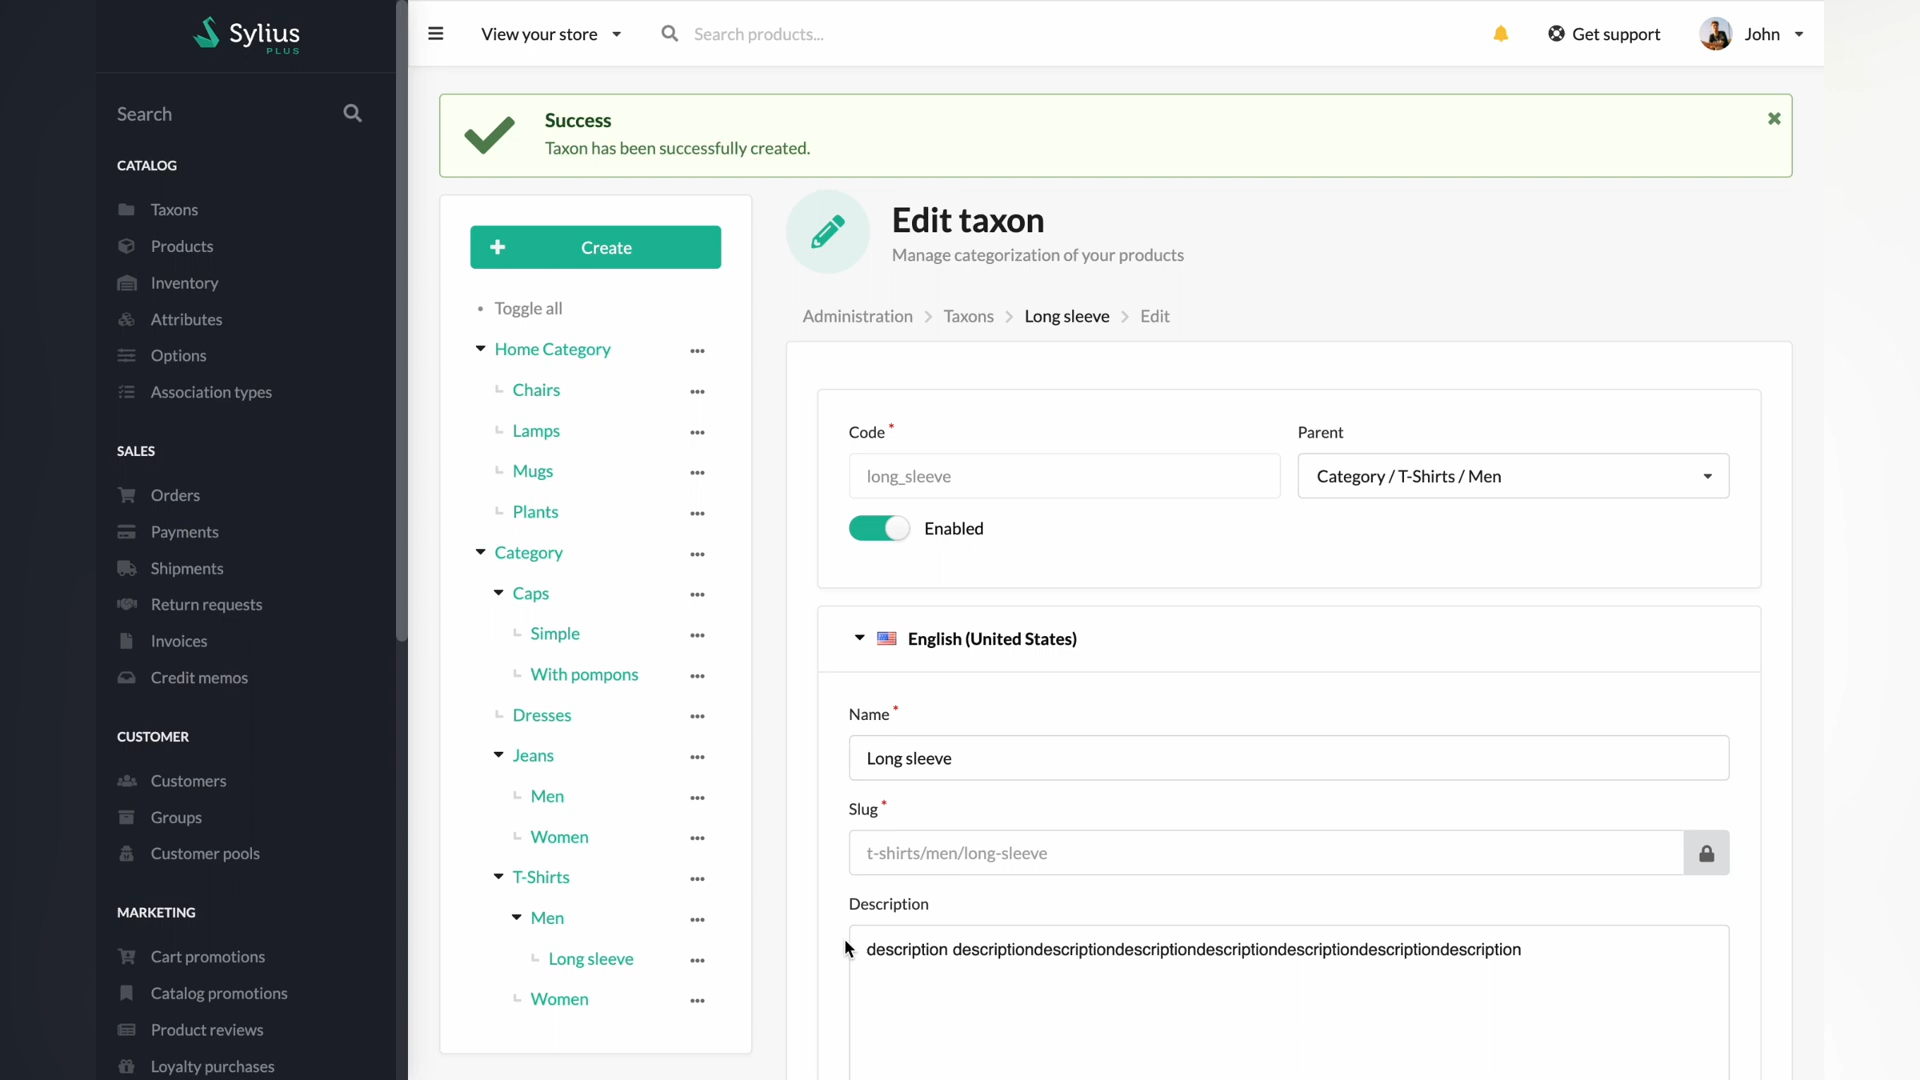 Sylius
PLUS
View your store
Search products...
Get support
John
Search
CATALOG
Taxons
Products
Inventory
Attributes
Options
Association types
SALES
Orders
Payments
Shipments
Return requests
Invoices
Credit memos
CUSTOMER
Customers
Groups
Customer pools
MARKETING
Cart promotions
Catalog promotions
Product reviews
Loyalty purchases
Success
Taxon has been successfully created.
Create
Toggle all
Home Category
Chairs
Lamps
Mugs
Plants
Category
Caps
Simple
With pompons
Dresses
Jeans
Men
Women
T-Shirts
Men
Long sleeve
Women
Edit taxon
Manage categorization of your products
Administration > Taxons > Long sleeve > Edit
Code*
long_sleeve
Parent
Category / T-Shirts / Men
Enabled
English (United States)
Name*
Long sleeve
Slug*
t-shirts/men/long-sleeve
Description
description descriptiondescriptiondescriptiondescriptiondescriptiondescriptiondescription